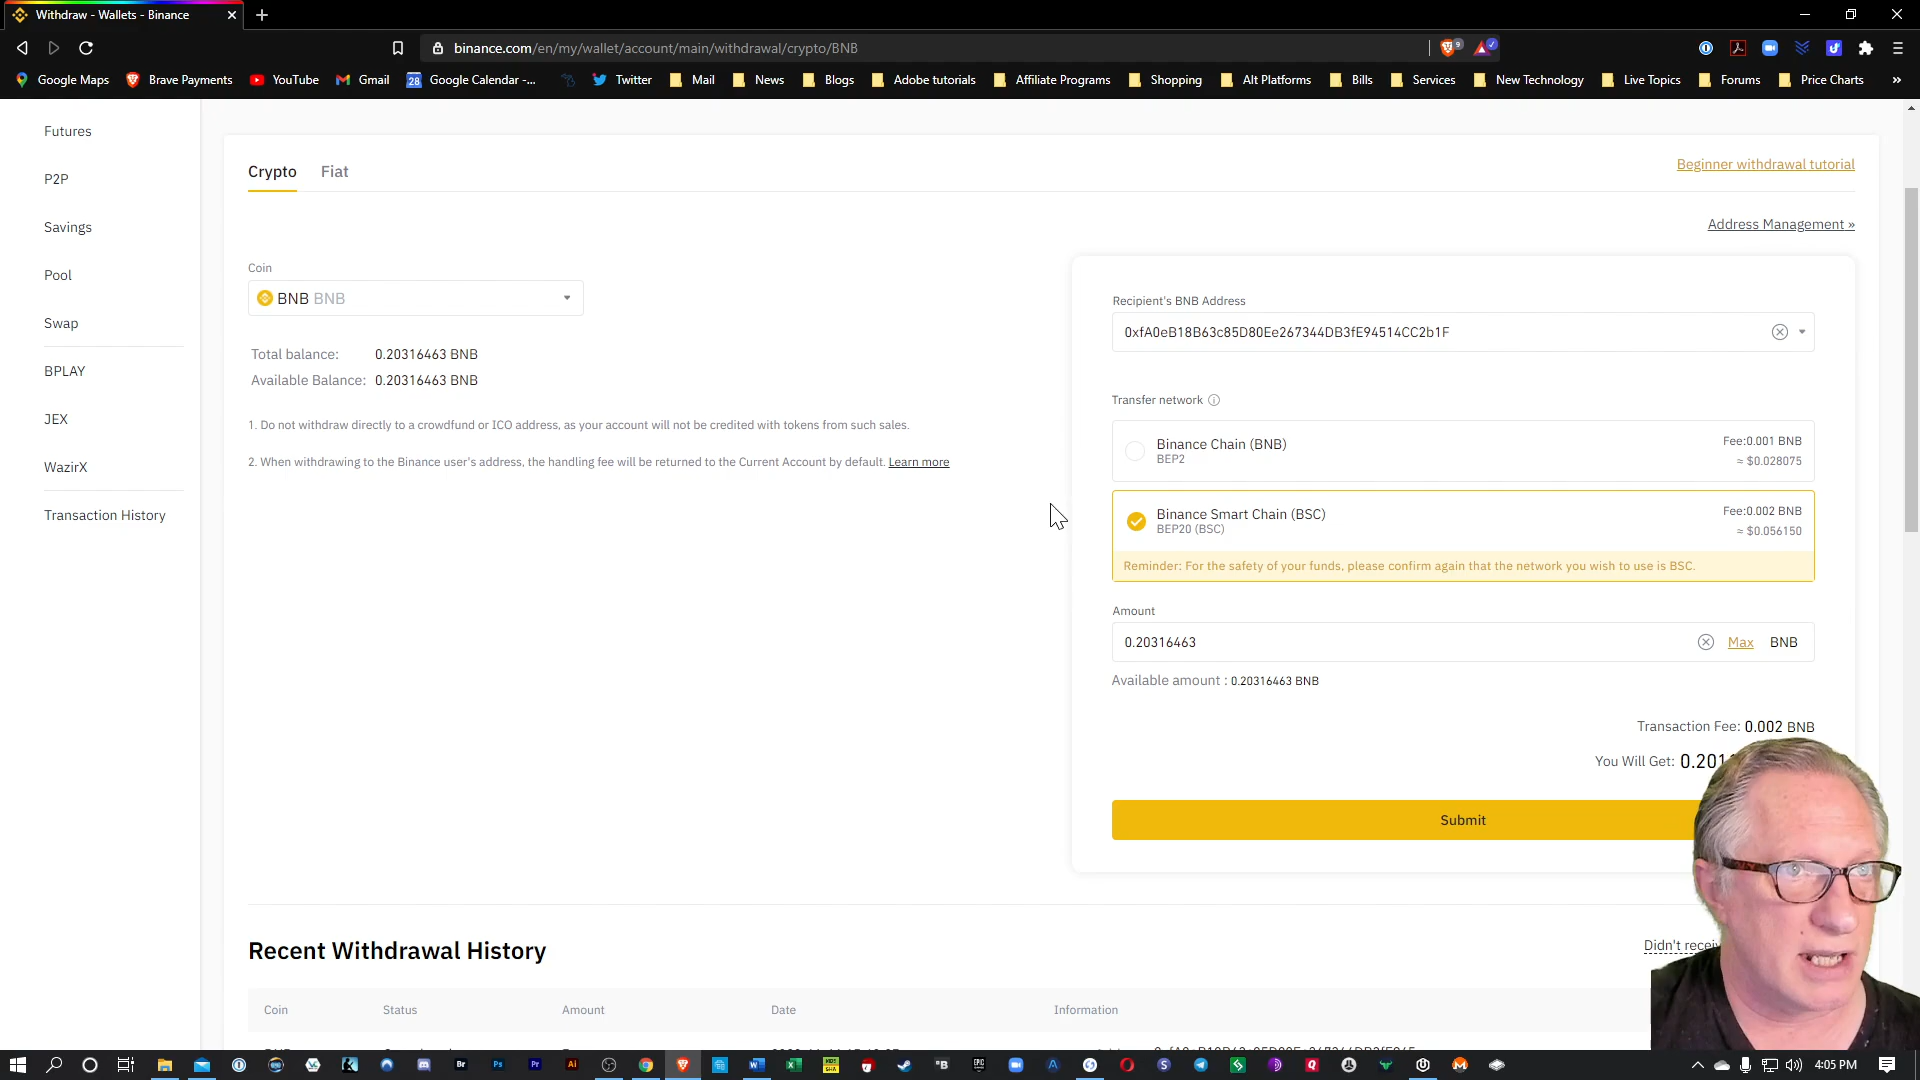 Withdraw - Wallets - Binance
binance.com/en/my/wallet/account/main/withdrawal/crypto/BNB
Google Maps
Brave Payments
YouTube
Gmail
Google Calendar -...
Twitter
Mail
News
Blogs
Adobe tutorials
Affiliate Programs
Shopping
Alt Platforms
Bills
Services
New Technology
Live Topics
Forums
Price Charts
»
Futures
P2P
Savings
Pool
Swap
BPLAY
JEX
WazirX
Transaction History
Crypto
Fiat
Beginner withdrawal tutorial
Address Management »
Coin
BNB BNB
Total balance: 0.20316463 BNB
Available Balance: 0.20316463 BNB
1. Do not withdraw directly to a crowdfund or ICO address, as your account will not be credited with tokens from such sales.
2. When withdrawing to the Binance user's address, the handling fee will be returned to the Current Account by default. Learn more
Recipient's BNB Address
0xfA0eB18B63c85D80Ee267344DB3fE94514CC2b1F
Transfer network
Binance Chain (BNB)
BEP2
Fee:0.001 BNB
≈ $0.028075
Binance Smart Chain (BSC)
BEP20 (BSC)
Fee:0.002 BNB
≈ $0.056150
Reminder: For the safety of your funds, please confirm again that the network you wish to use is BSC.
Amount
0.20316463
Max
BNB
Available amount : 0.20316463 BNB
Transaction Fee: 0.002 BNB
You Will Get:
Submit
Recent Withdrawal History
Didn't
Coin
Status
Amount
Date
Information
4:05 PM